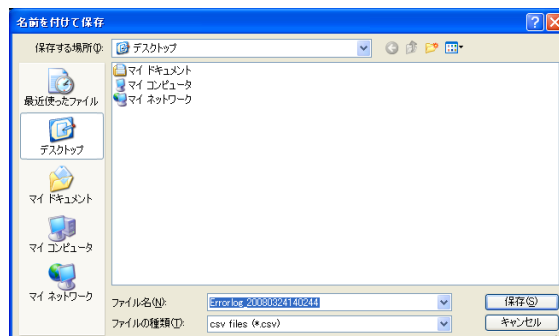 名前を付けて保存
保存する場所(I):
デスクトップ
マイ ドキュメント
マイ コンピュータ
マイ ネットワーク
最近使ったファイル
デスクトップ
マイ ドキュメント
マイ コンピュータ
マイ ネットワーク
ファイル名(N):
Errorlog_20080324140244
保存(S)
ファイルの種類(T):
csv files (*.csv)
キャンセル